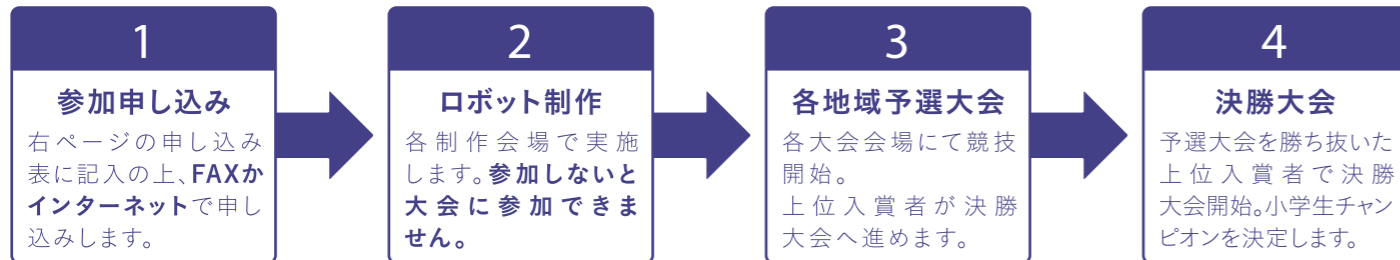 1
参加申し込み
右ページの申し込み
表に記入の上、FAXか
インターネットで申し
込みします。
2
ロボット制作
各制作会場で実施
します。参加しないと
大会に参加できま
せん。
3
各地域予選大会
各大会会場にて競技
開始。
上位入賞者が決勝
大会へ進めます。
4
決勝大会
予選大会を勝ち抜いた
上位入賞者で決勝
大会開始。小学生チャン
ピオンを決定します。